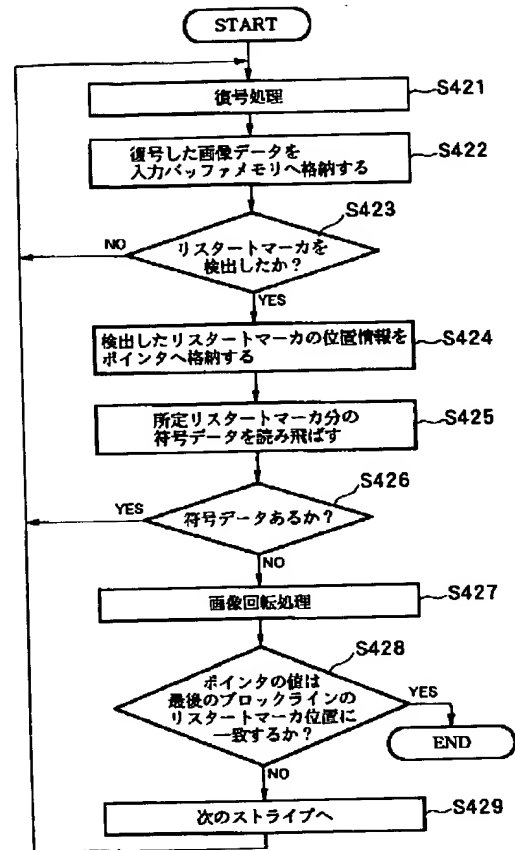 START
復号処理
S421
復号した画像データを
入力バッファメモリへ格納する
S422
S423
リスタートマーカを
検出したか？
NO
YES
検出したリスタートマーカの位置情報を
ポインタへ格納する
S424
所定リスタートマーカ分の
符号データを読み飛ばす
S425
S426
符号データあるか？
YES
NO
画像回転処理
S427
S428
ポインタの値は
最後のブロックラインの
リスタートマーカ位置に
一致するか？
YES
END
NO
次のストライプへ
S429